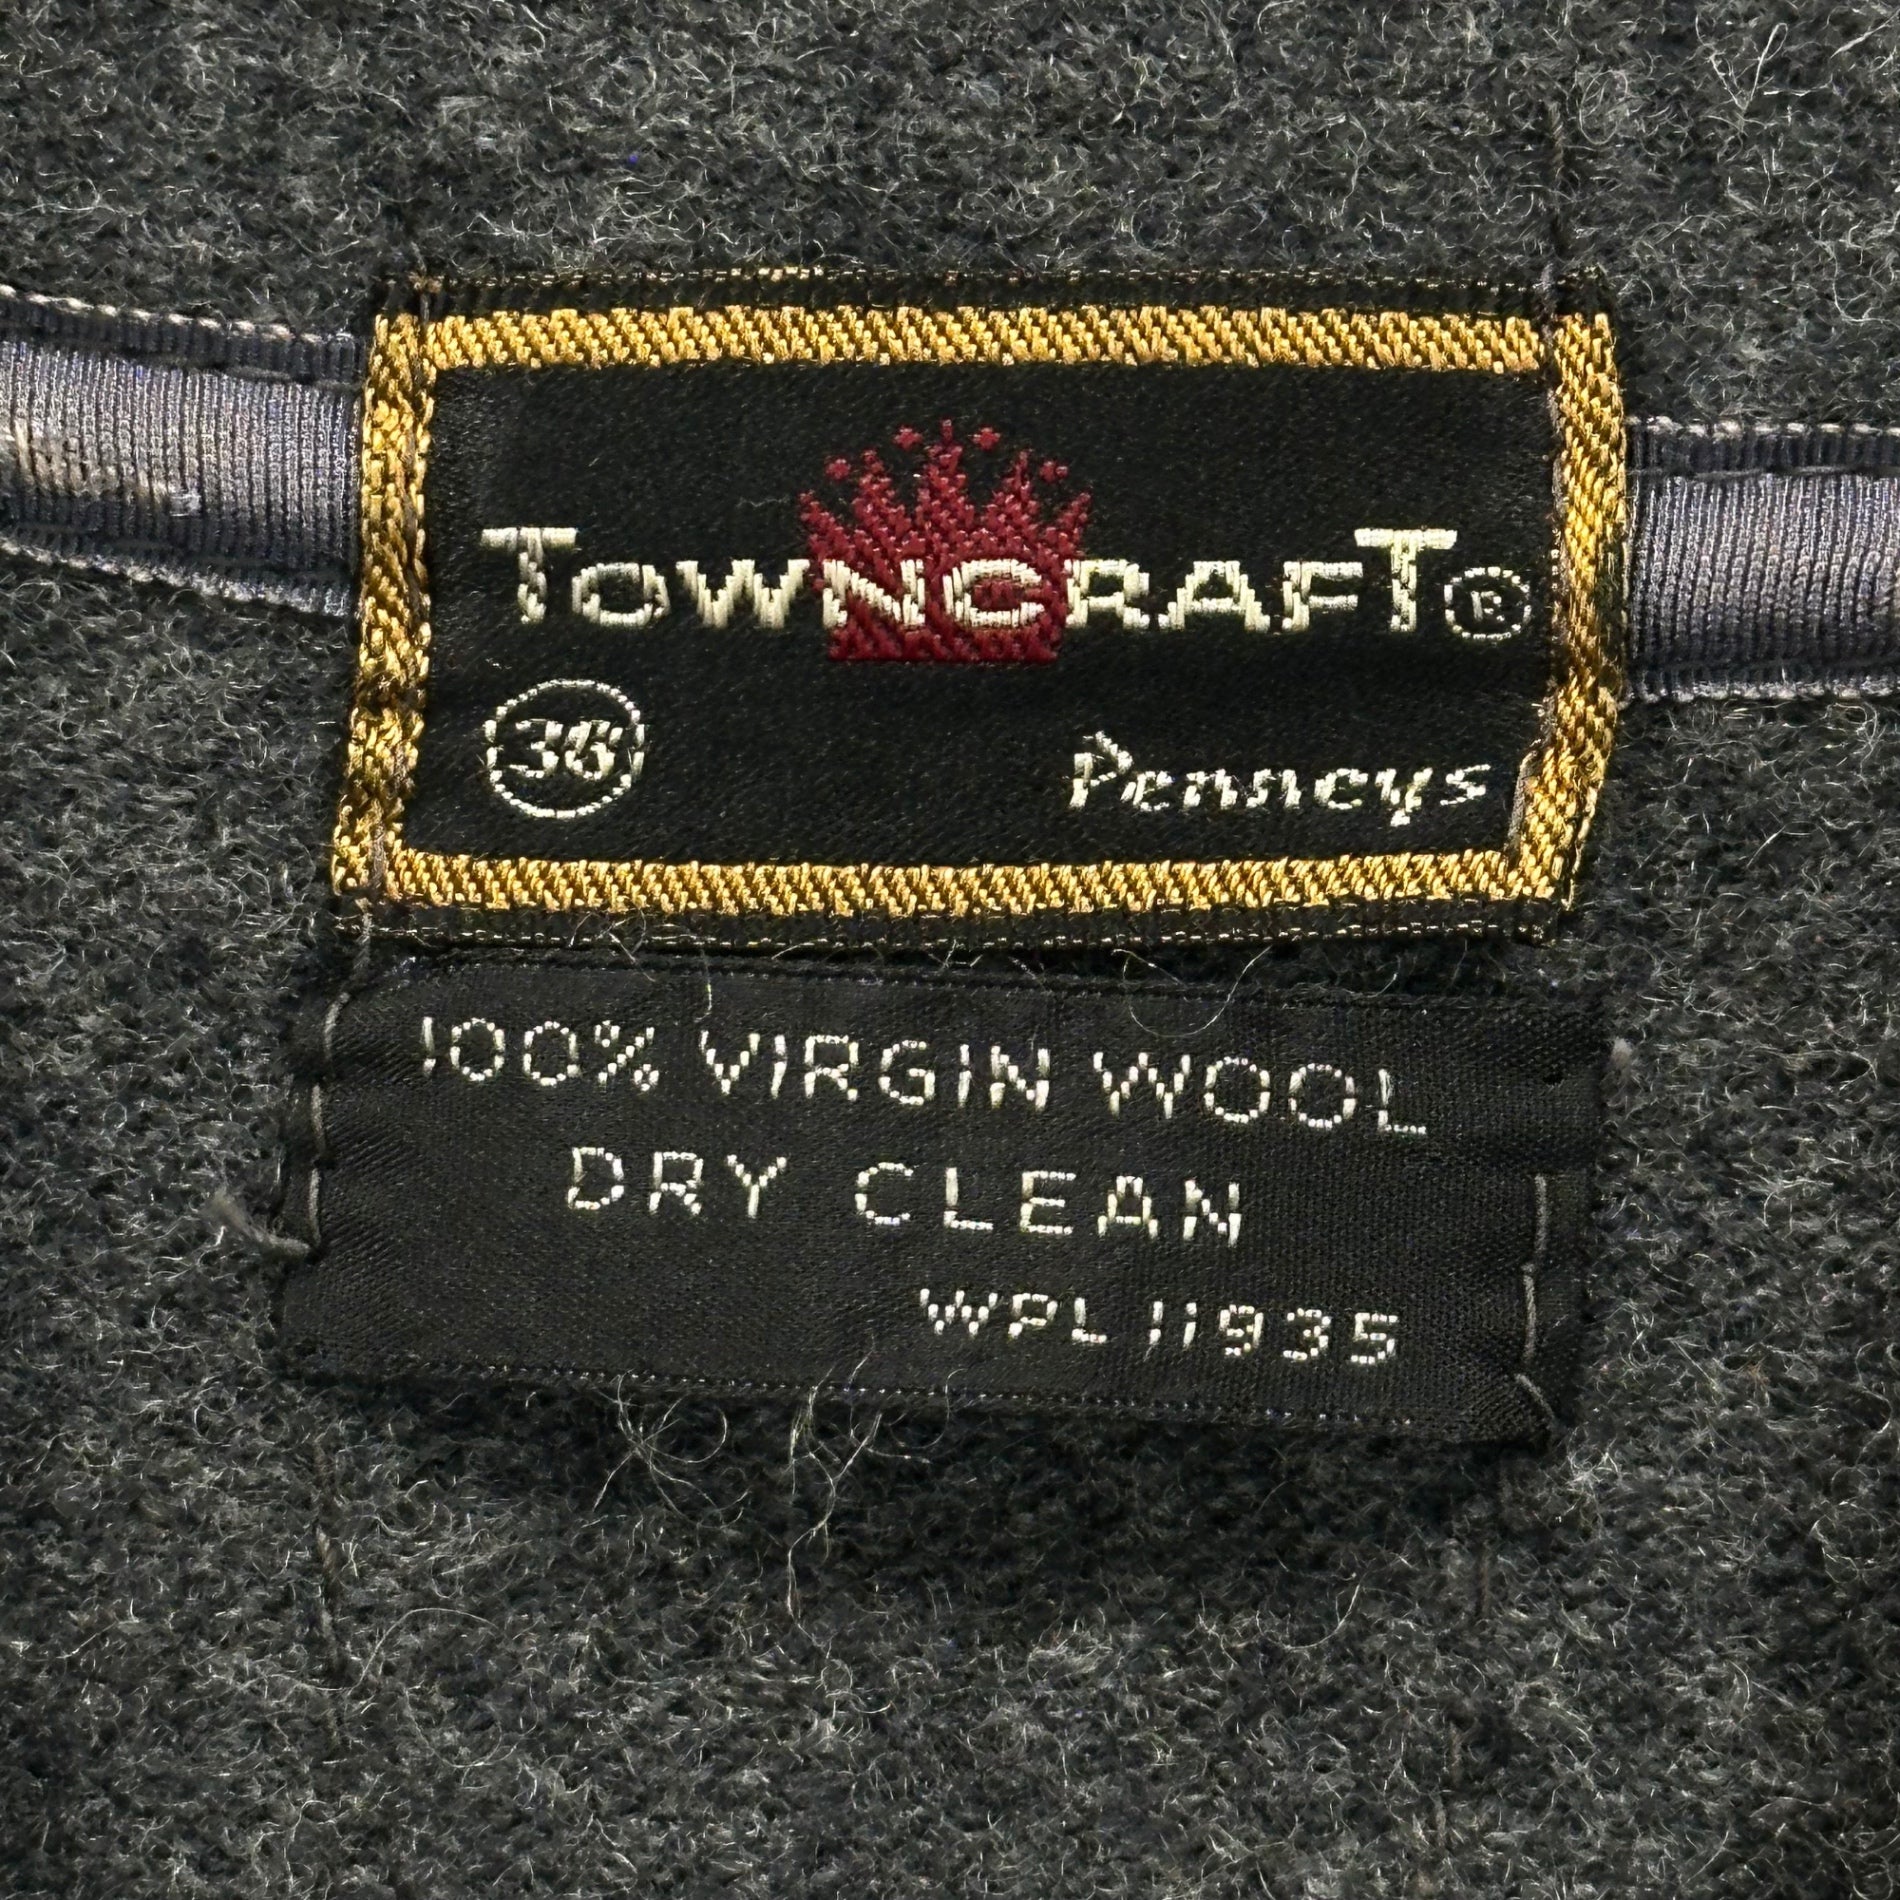 TOWNCRAFT®
36 Penneys
100% VIRGIN WOOL
DRY CLEAN
WPL 11935